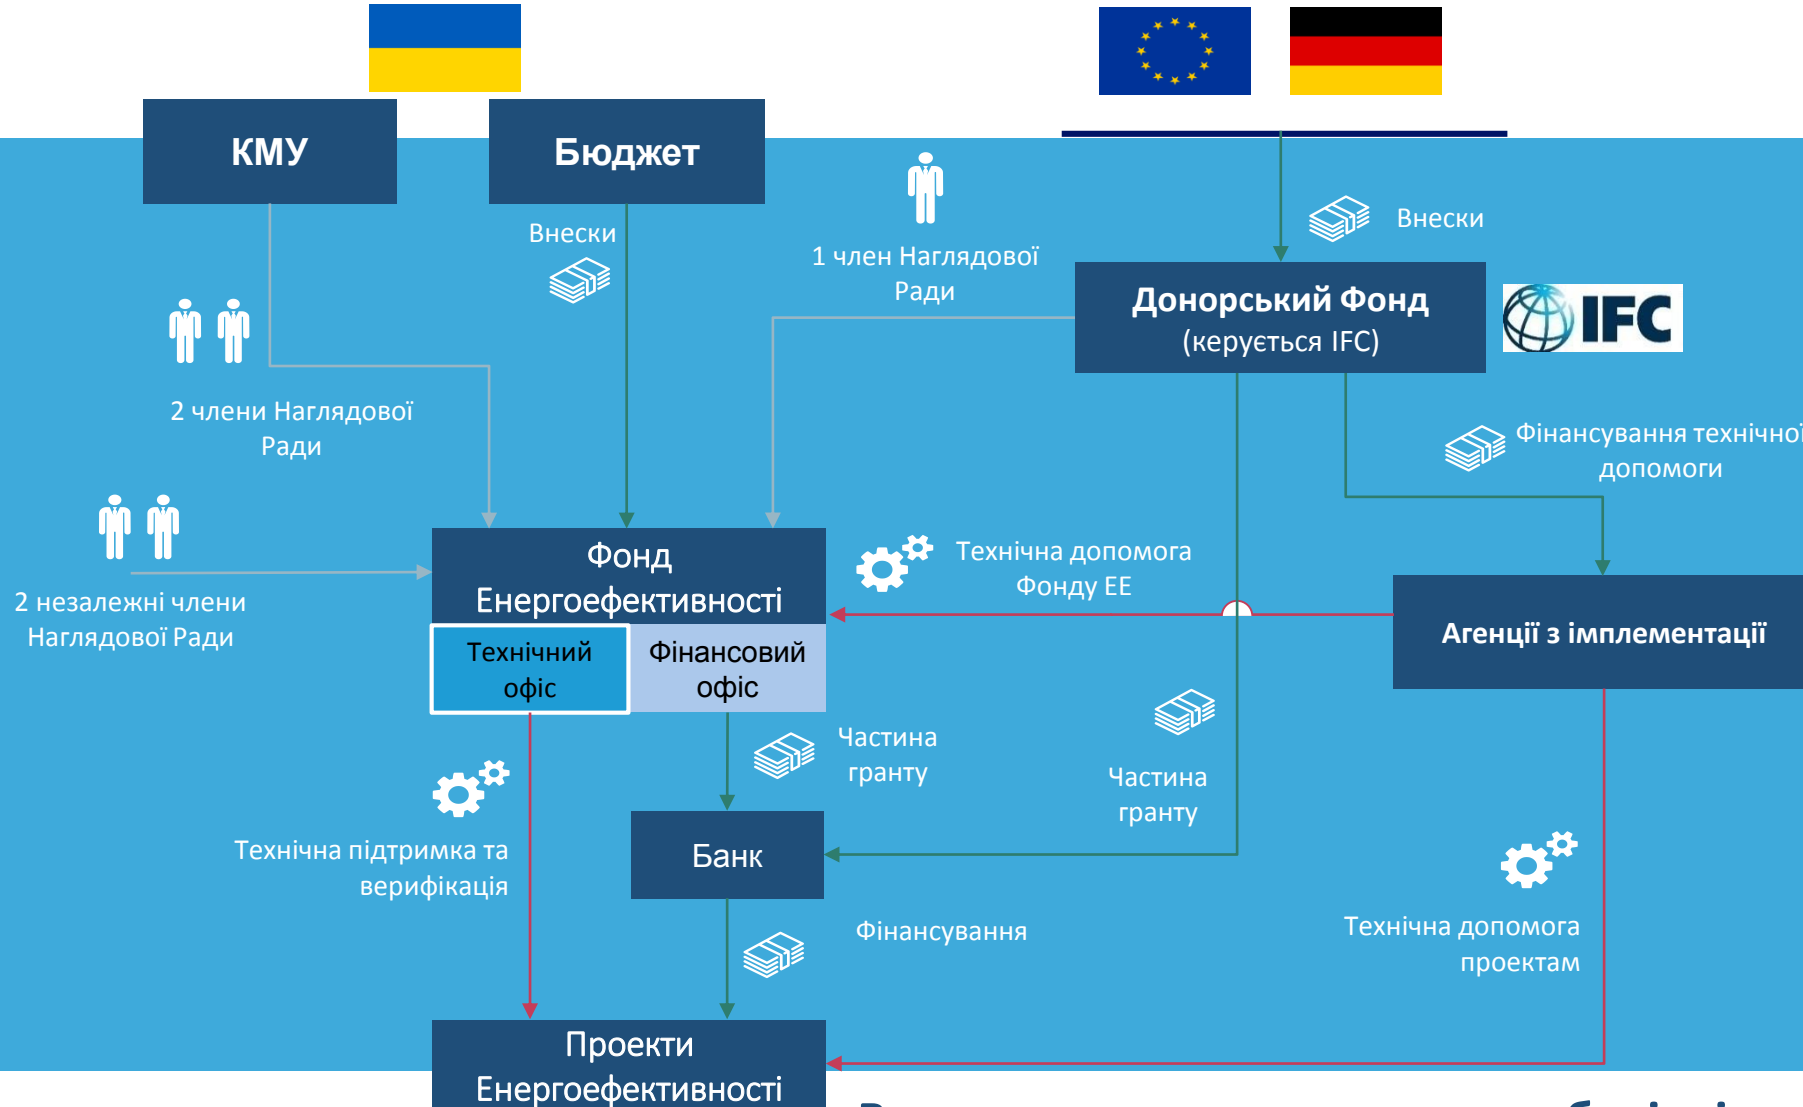 КМУ
Бюджет
Внески
1 член Наглядової
Ради
Внески
Донорський Фонд
(керується IFC)
IFC
2 члени Наглядової
Ради
Фінансування технічної
допомоги
2 незалежні члени
Наглядової Ради
Фонд
Енергоефективності
Технічний
офіс
Фінансовий
офіс
Технічна допомога
Фонду ЕЕ
Агенції з імплементації
Частина
гранту
Частина
гранту
Технічна підтримка та
верифікація
Банк
Фінансування
Технічна допомога
проектам
Проекти
Енергоефективності